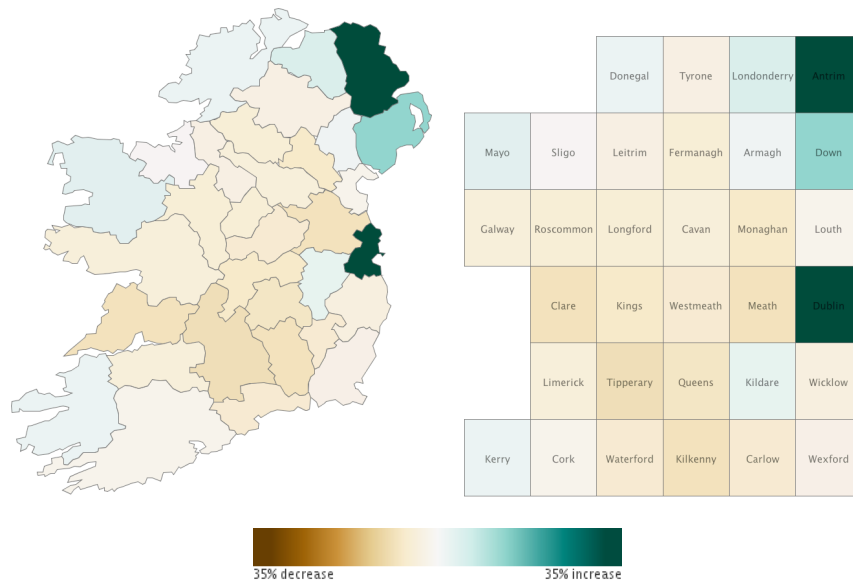 Donegal Tyrone Londonderry Antrim
Mayo Sligo Leitrim Fermanagh Armagh Down
Galway Roscommon Longford Cavan Monaghan Louth
Clare Kings Westmeath Meath Dublin
Limerick Tipperary Queens Kildare Wicklow
Kerry Cork Waterford Kilkenny Carlow Wexford
35% decrease 35% increase